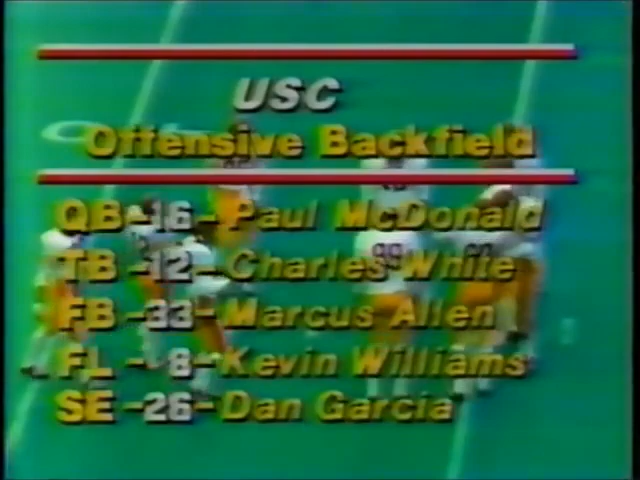 USC
Offensive Backfield
QB-16-Paul McDonald
TB-12-Charles White
FB-33-Marcus Allen
FL-8-Kevin Williams
SE-26-Dan Garcia
99